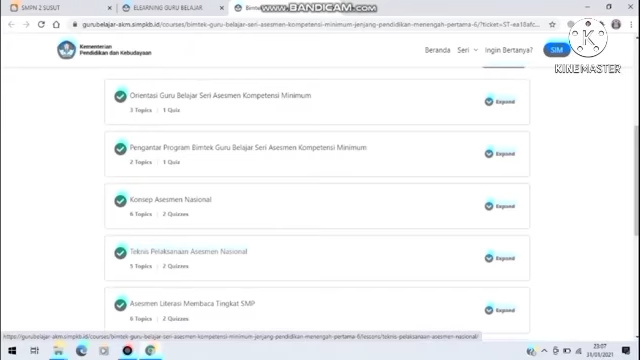 SMPN 2 SUSUT
ELEARNING GURU BELAJAR
WWW.BANDICAM.COM
gurubelajar-akm.simpkb.id/courses/bimtek-guru-belajar-seri-asesmen-kompetensi-minimum-jenjang-pendidikan-menengah-pertama-6/?ticket=ST-ea18afc...
Kementerian
Pendidikan dan Kebudayaan
Beranda Seri Ingin Bertanya? SIM
KINEMASTER
Orientasi Guru Belajar Seri Asesmen Kompetensi Minimum
3 Topics | 1 Quiz
Expand
Pengantar Program Bimtek Guru Belajar Seri Asesmen Kompetensi Minimum
2 Topics | 1 Quiz
Expand
Konsep Asesmen Nasional
6 Topics | 2 Quizzes
Expand
Teknis Pelaksanaan Asesmen Nasional
5 Topics | 2 Quizzes
Expand
Asesmen Literasi Membaca Tingkat SMP
6 Topics | 2 Quizzes
Expand
https://gurubelajar-akm.simpkb.id/courses/bimtek-guru-belajar-seri-asesmen-kompetensi-minimum-jenjang-pendidikan-menengah-pertama-6/lessons/teknis-pelaksanaan-asesmen-nasional/
23:07
31/01/2021